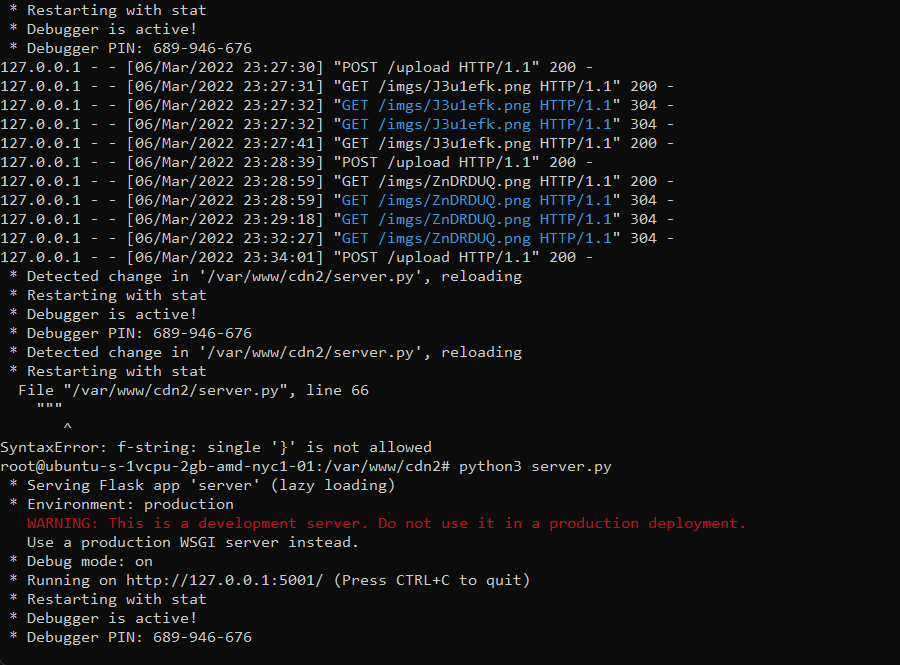 * Restarting with stat
* Debugger is active!
* Debugger PIN: 689-946-676
127.0.0.1 - - [06/Mar/2022 23:27:30] "POST /upload HTTP/1.1" 200 -
127.0.0.1 - - [06/Mar/2022 23:27:31] "GET /imgs/J3u1efk.png HTTP/1.1" 200 -
127.0.0.1 - - [06/Mar/2022 23:27:32] "GET /imgs/J3u1efk.png HTTP/1.1" 304 -
127.0.0.1 - - [06/Mar/2022 23:27:32] "GET /imgs/J3u1efk.png HTTP/1.1" 304 -
127.0.0.1 - - [06/Mar/2022 23:27:41] "GET /imgs/J3u1efk.png HTTP/1.1" 200 -
127.0.0.1 - - [06/Mar/2022 23:28:39] "POST /upload HTTP/1.1" 200 -
127.0.0.1 - - [06/Mar/2022 23:28:59] "GET /imgs/ZnDRDUQ.png HTTP/1.1" 200 -
127.0.0.1 - - [06/Mar/2022 23:28:59] "GET /imgs/ZnDRDUQ.png HTTP/1.1" 304 -
127.0.0.1 - - [06/Mar/2022 23:29:18] "GET /imgs/ZnDRDUQ.png HTTP/1.1" 304 -
127.0.0.1 - - [06/Mar/2022 23:32:27] "GET /imgs/ZnDRDUQ.png HTTP/1.1" 304 -
127.0.0.1 - - [06/Mar/2022 23:34:01] "POST /upload HTTP/1.1" 200 -
* Detected change in '/var/www/cdn2/server.py', reloading
* Restarting with stat
* Debugger is active!
* Debugger PIN: 689-946-676
* Detected change in '/var/www/cdn2/server.py', reloading
* Restarting with stat
File "/var/www/cdn2/server.py", line 66
"""
^
SyntaxError: f-string: single '}' is not allowed
root@ubuntu-s-1vcpu-2gb-amd-nyc1-01:/var/www/cdn2# python3 server.py
* Serving Flask app 'server' (lazy loading)
* Environment: production
WARNING: This is a development server. Do not use it in a production deployment.
Use a production WSGI server instead.
* Debug mode: on
* Running on http://127.0.0.1:5001/ (Press CTRL+C to quit)
* Restarting with stat
* Debugger is active!
* Debugger PIN: 689-946-676